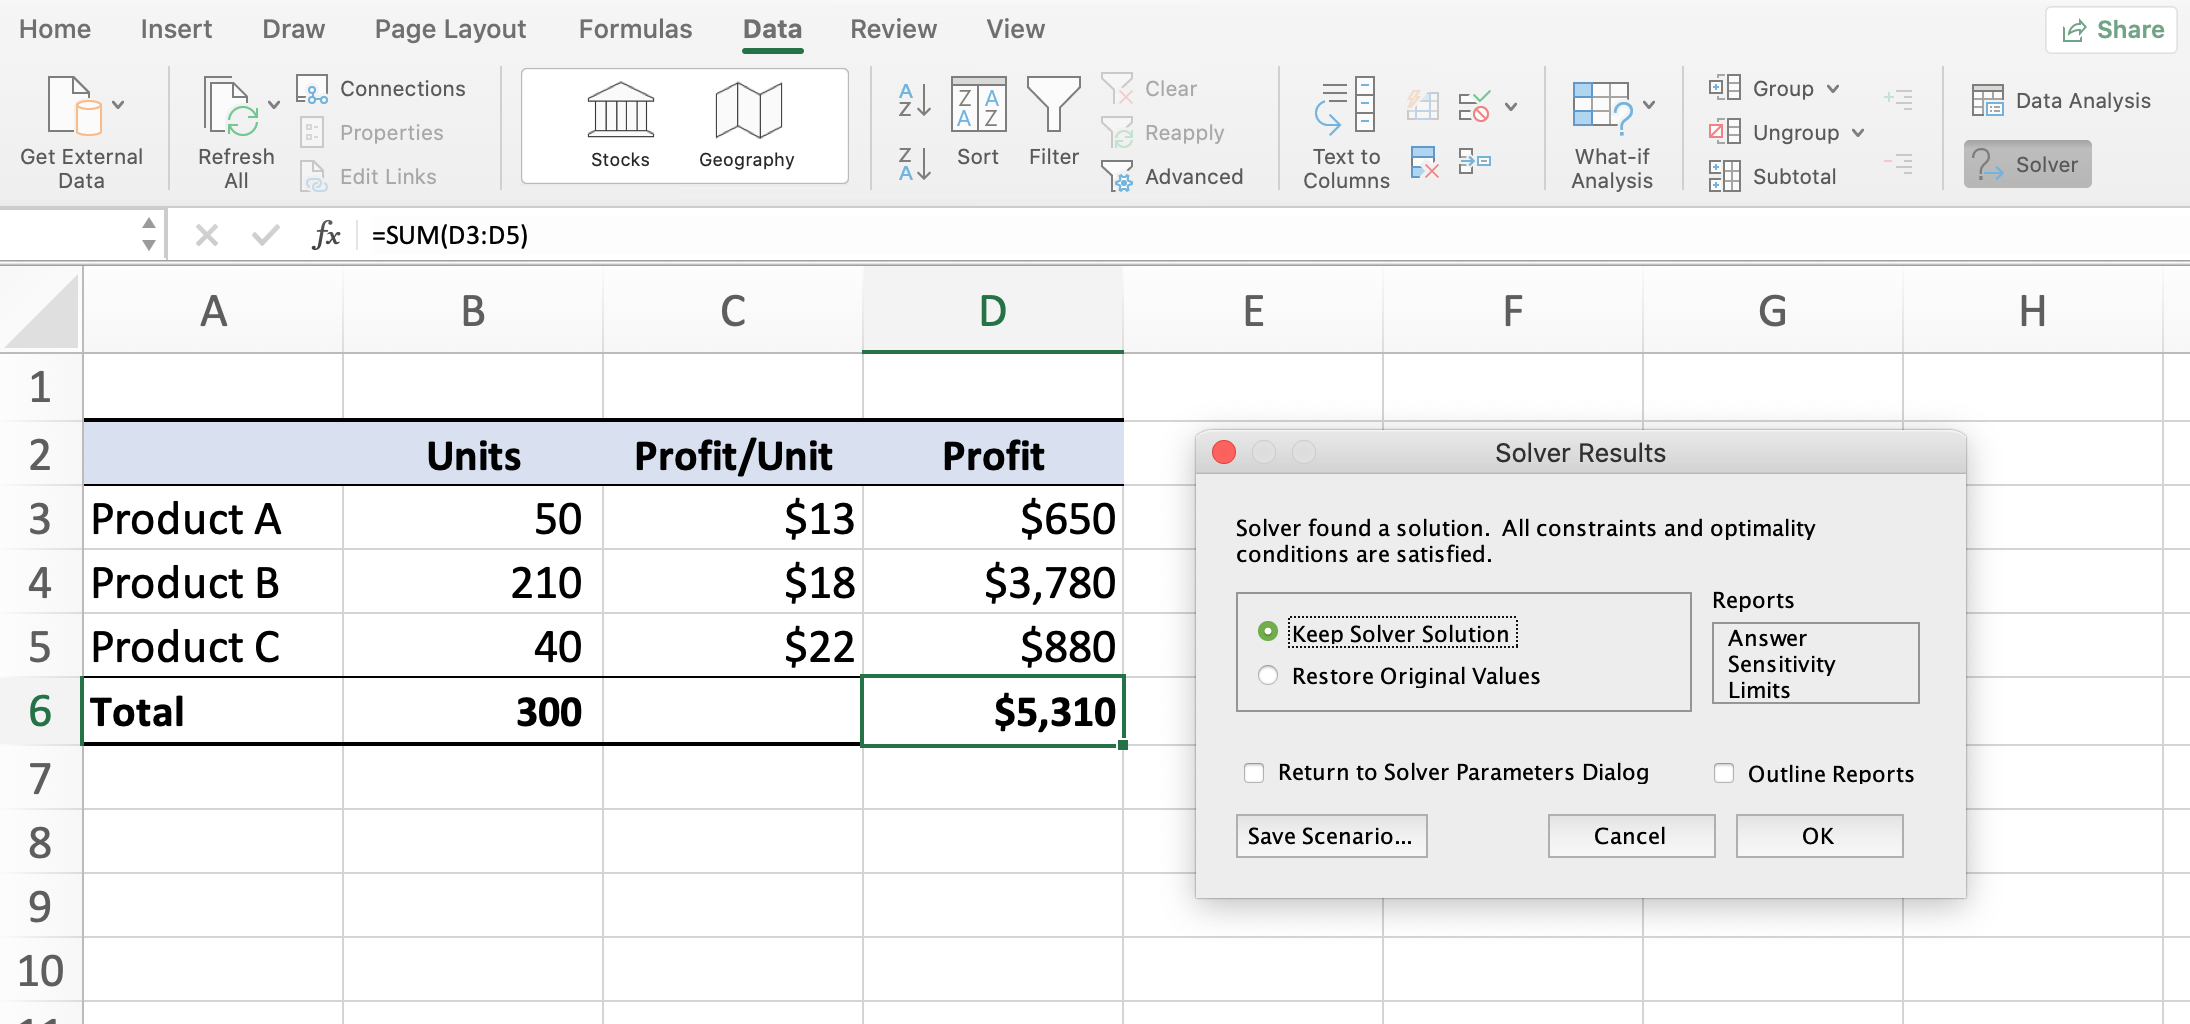 Home Insert Draw Page Layout Formulas Data Review View Share
Get External Data
Refresh All
Connections
Properties
Edit Links
Stocks
Geography
A Z
Z A
Z A A Z
Sort
Filter
Clear
Reapply
Advanced
Text to Columns
What-if Analysis
Group
Ungroup
Subtotal
Data Analysis
Solver
fx =SUM(D3:D5)
A B C D E F G H
1
2 Units Profit/Unit Profit
3 Product A 50 $13 $650
4 Product B 210 $18 $3,780
5 Product C 40 $22 $880
6 Total 300 $5,310
7
8
9
10
11
Solver Results
Solver found a solution. All constraints and optimality
conditions are satisfied.
Keep Solver Solution
Restore Original Values
Reports
Answer
Sensitivity
Limits
Return to Solver Parameters Dialog
Outline Reports
Save Scenario...
Cancel
OK